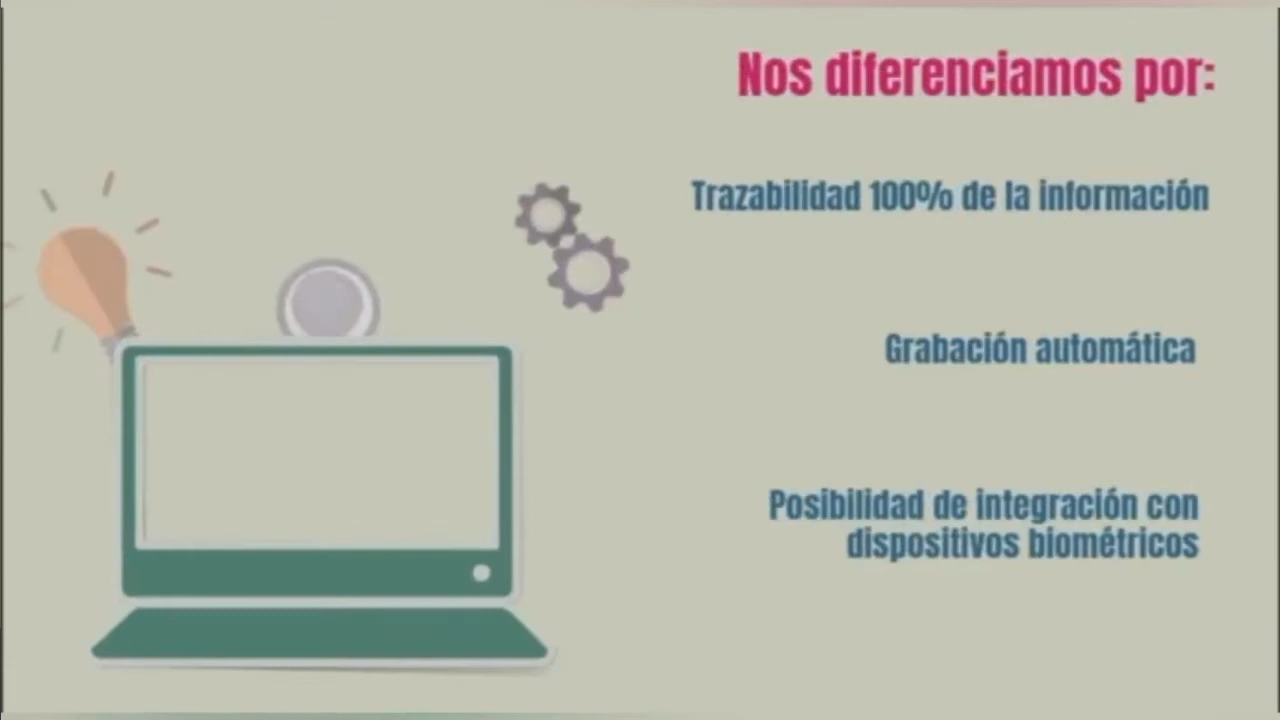 Nos diferenciamos por:
Trazabilidad 100% de la información
Grabación automática
Posibilidad de integración con
dispositivos biométricos